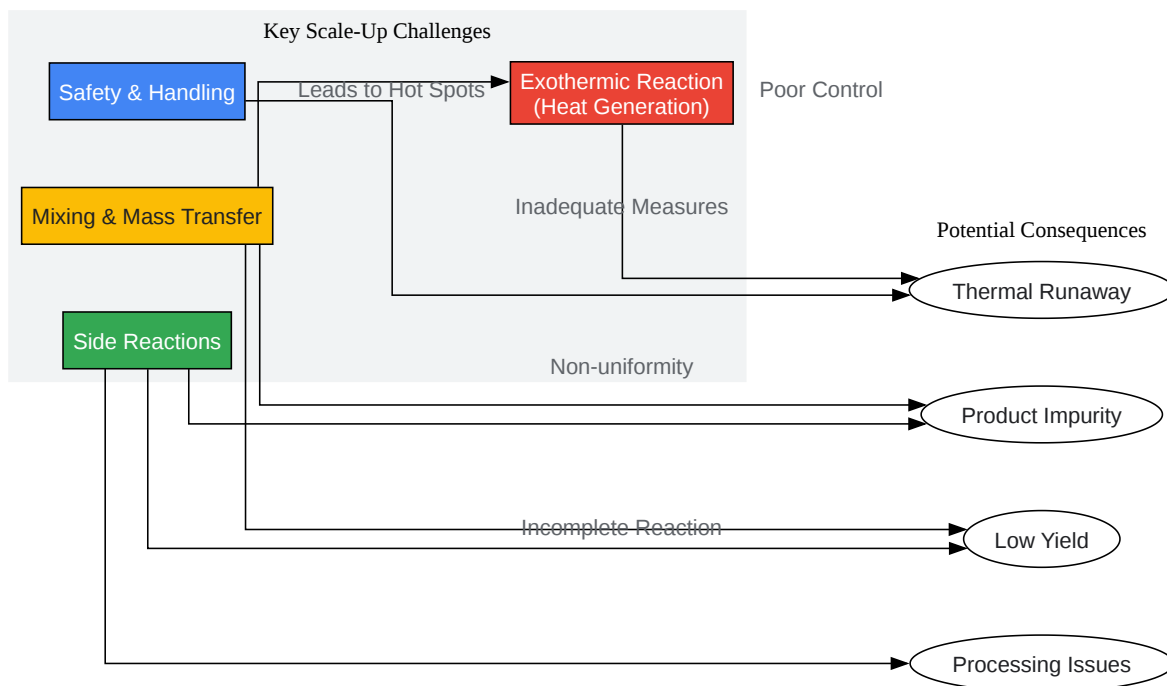 Key Scale-Up Challenges
Safety & Handling
Leads to Hot Spots
Exothermic Reaction
(Heat Generation)
Poor Control
Mixing & Mass Transfer
Inadequate Measures
Potential Consequences
Thermal Runaway
Side Reactions
Non-uniformity
Product Impurity
Incomplete Reaction
Low Yield
Processing Issues